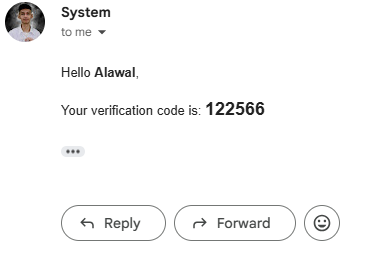 System
to me
Hello Alawal,
Your verification code is: 122566
Reply
Forward